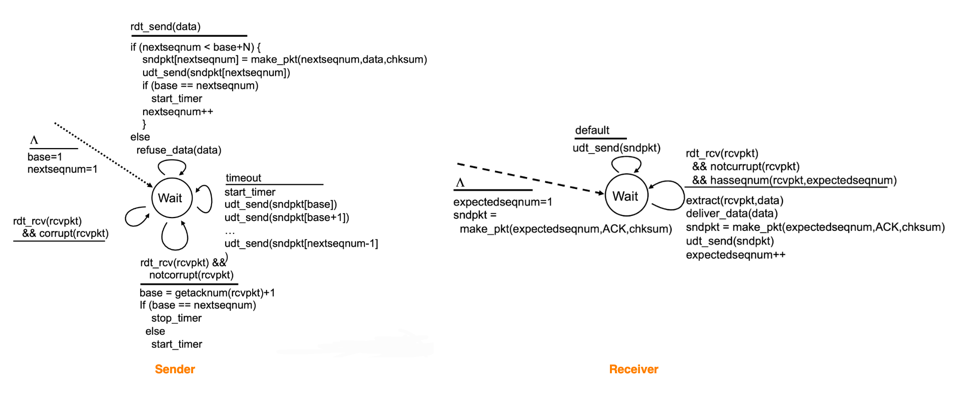 rdt_send(data)
if (nextseqnum < base+N) {
sndpkt[nextseqnum] = make_pkt(nextseqnum,data,chksum)
udt_send(sndpkt[nextseqnum])
if (base == nextseqnum)
start_timer
nextseqnum++
}
else
refuse_data(data)
Λ
base=1
nextseqnum=1
Wait
timeout
start_timer
udt_send(sndpkt[base])
udt_send(sndpkt[base+1])
…
udt_send(sndpkt[nextseqnum-1]
)
rdt_rcv(rcvpkt)
&& corrupt(rcvpkt)
rdt_rcv(rcvpkt) &&
notcorrupt(rcvpkt)
base = getacknum(rcvpkt)+1
If (base == nextseqnum)
stop_timer
else
start_timer
Sender
default
udt_send(sndpkt)
Λ
expectedseqnum=1
sndpkt =
make_pkt(expectedseqnum,ACK,chksum)
Wait
rdt_rcv(rcvpkt)
&& notcurrupt(rcvpkt)
&& hasseqnum(rcvpkt,expectedseqnum)
extract(rcvpkt,data)
deliver_data(data)
sndpkt = make_pkt(expectedseqnum,ACK,chksum)
udt_send(sndpkt)
expectedseqnum++
Receiver